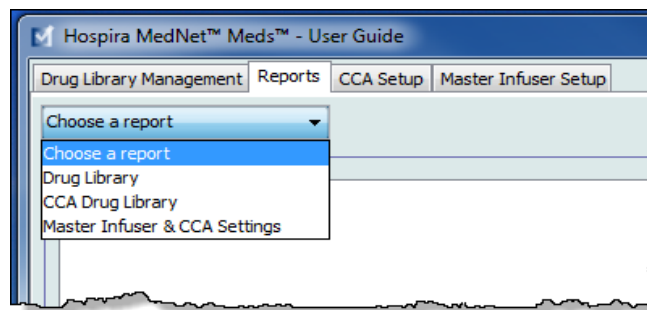 Hospira MedNet™ Meds™ - User Guide
Drug Library Management Reports CCA Setup Master Infuser Setup
Choose a report
Choose a report
Drug Library
CCA Drug Library
Master Infuser & CCA Settings